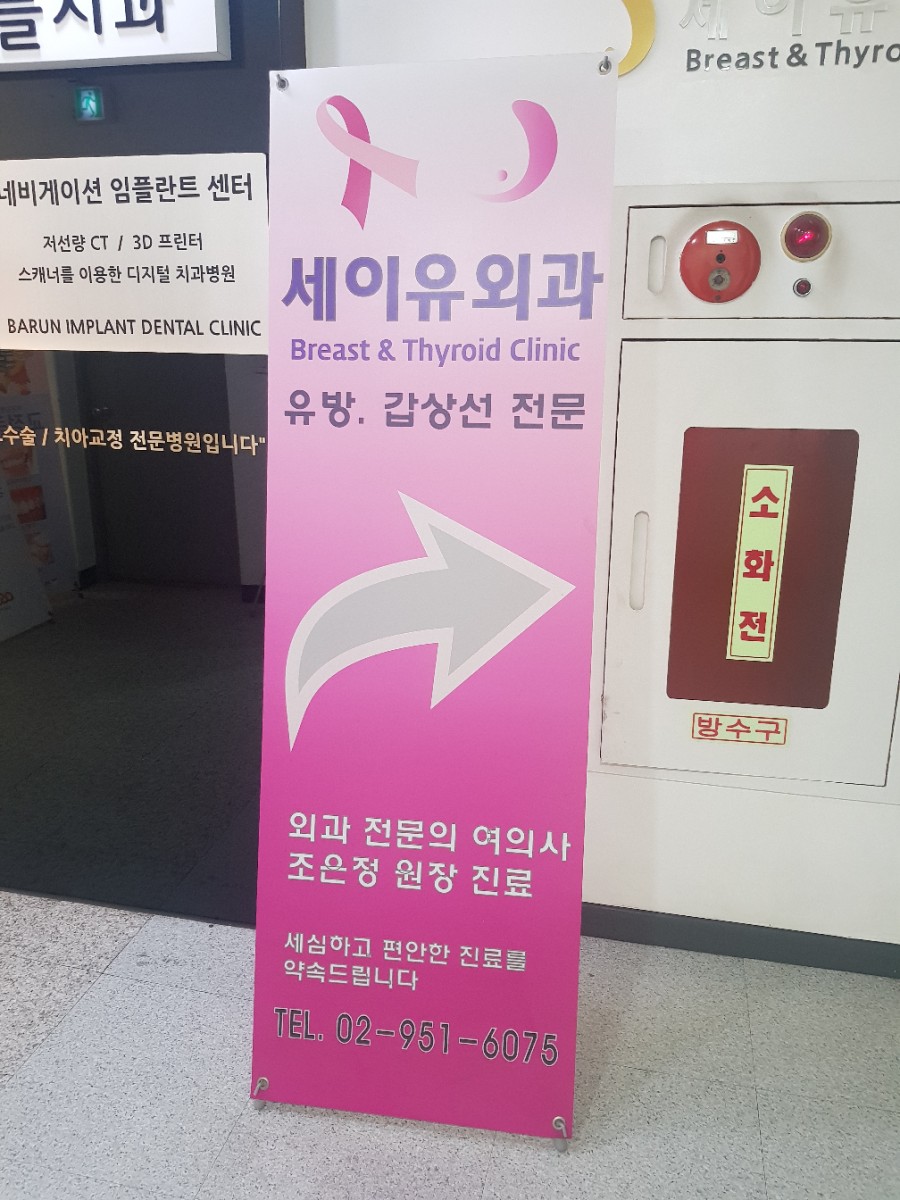 네비게이션 임플란트 센터
저선량 CT / 3D 프린터
스캐너를 이용한 디지털 치과병원
BARUN IMPLANT DENTAL CLINIC
수술 / 치아교정 전문병원입니다"
세이유외과
Breast & Thyroid Clinic
유방. 갑상선 전문
외과 전문의 여의사
조은정 원장 진료
세심하고 편안한 진료를
약속드립니다
TEL. 02-951-6075
세이유
Breast & Thyro
소화전
방수구